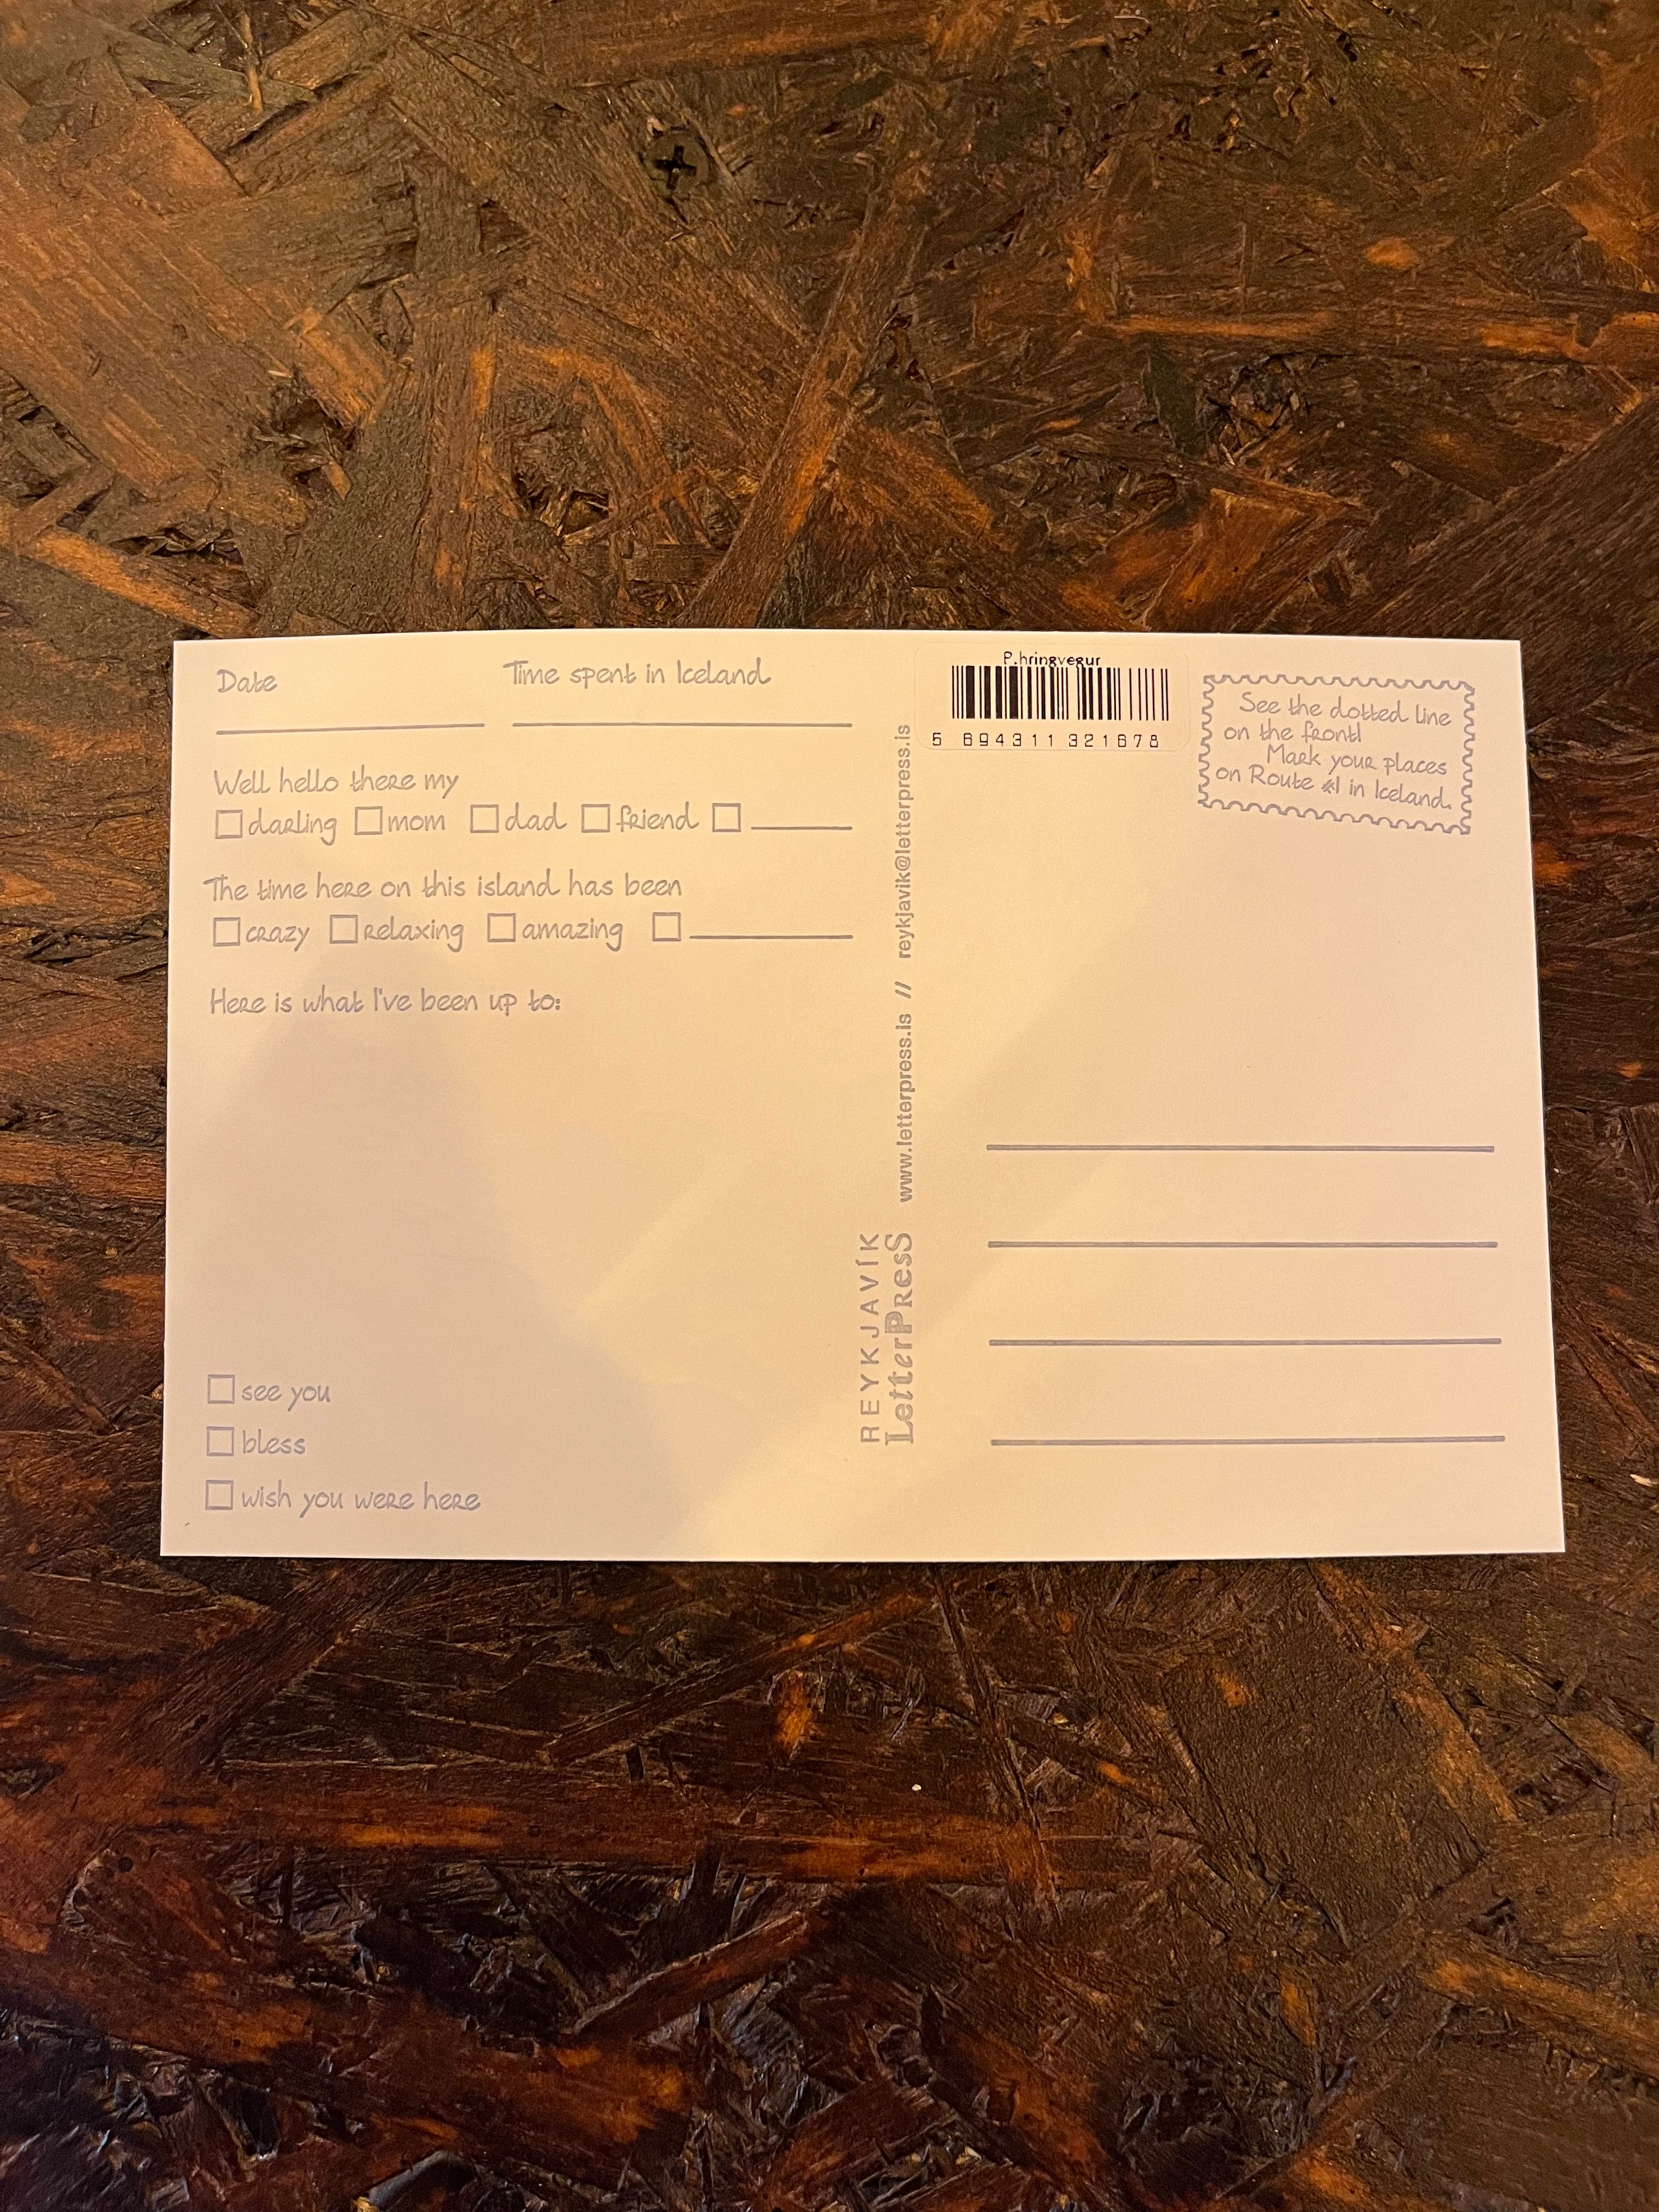 Date
Time spent in Iceland
Well hello there my
darling mom dad friend
The time here on this island has been
crazy relaxing amazing
Here is what I've been up to:
see you
bless
wish you were here
REYKJAVÍK
LetterPresS
www.letterpress.is // reykjavik@letterpress.is
P.hringvegur
5 694311 321678
See the dotted line
on the front!
Mark your places
on Route #1 in Iceland.